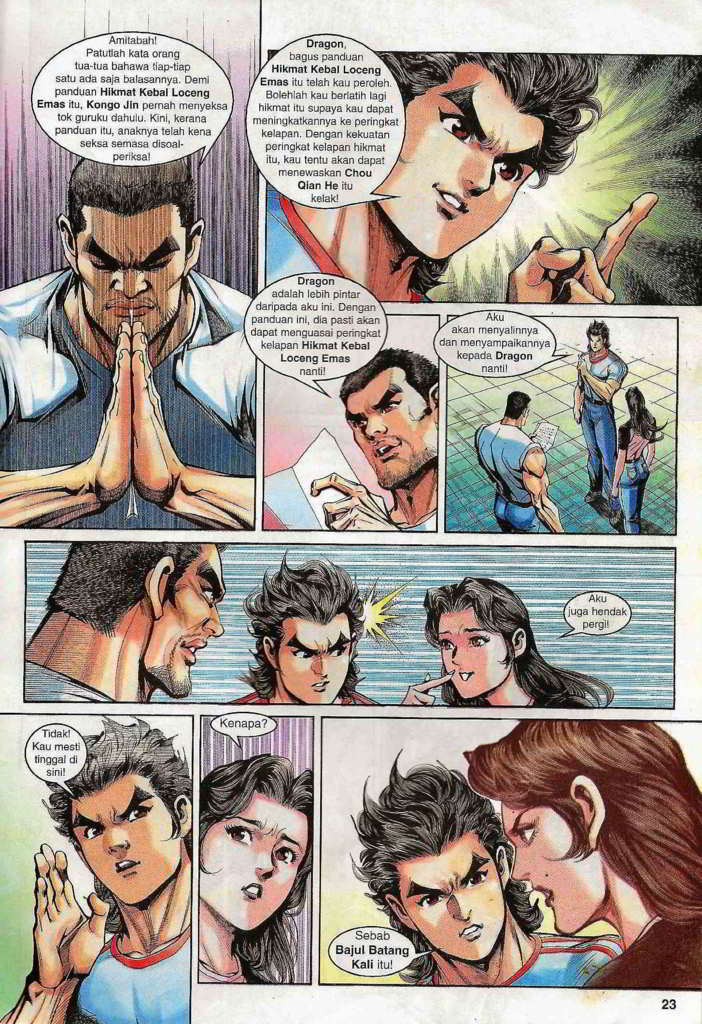 Amitabah!
Patutlah kata orang
tua-tua bahawa tiap-tiap
satu ada saja balasannya. Demi
panduan Hikmat Kebal Loceng
Emas itu, Kongo Jin pernah menyeksa
tok guruku dahulu. Kini, kerana
panduan itu, anaknya telah kena
seksa semasa disoal-
periksa!
Dragon,
bagus panduan
Hikmat Kebal Loceng
Emas itu telah kau peroleh.
Bolehlah kau berlatih lagi
hikmat itu supaya kau dapat
meningkatkannya ke peringkat
kelapan. Dengan kekuatan
peringkat kelapan hikmat
itu, kau tentu akan dapat
menewaskan Chou
Qian He itu
kelak!
Dragon
adalah lebih pintar
daripada aku. Dengan
panduan ini, dia pasti akan
dapat menguasai peringkat
kelapan Hikmat Kebal
Loceng Emas
nanti!
Aku
akan menyalinnya
dan menyampaikannya
kepada Dragon
nanti!
Aku
juga hendak
pergi!
Tidak!
Kau mesti
tinggal di
sini!
Kenapa?
Sebab
Bajul Batang
Kali itu!
23